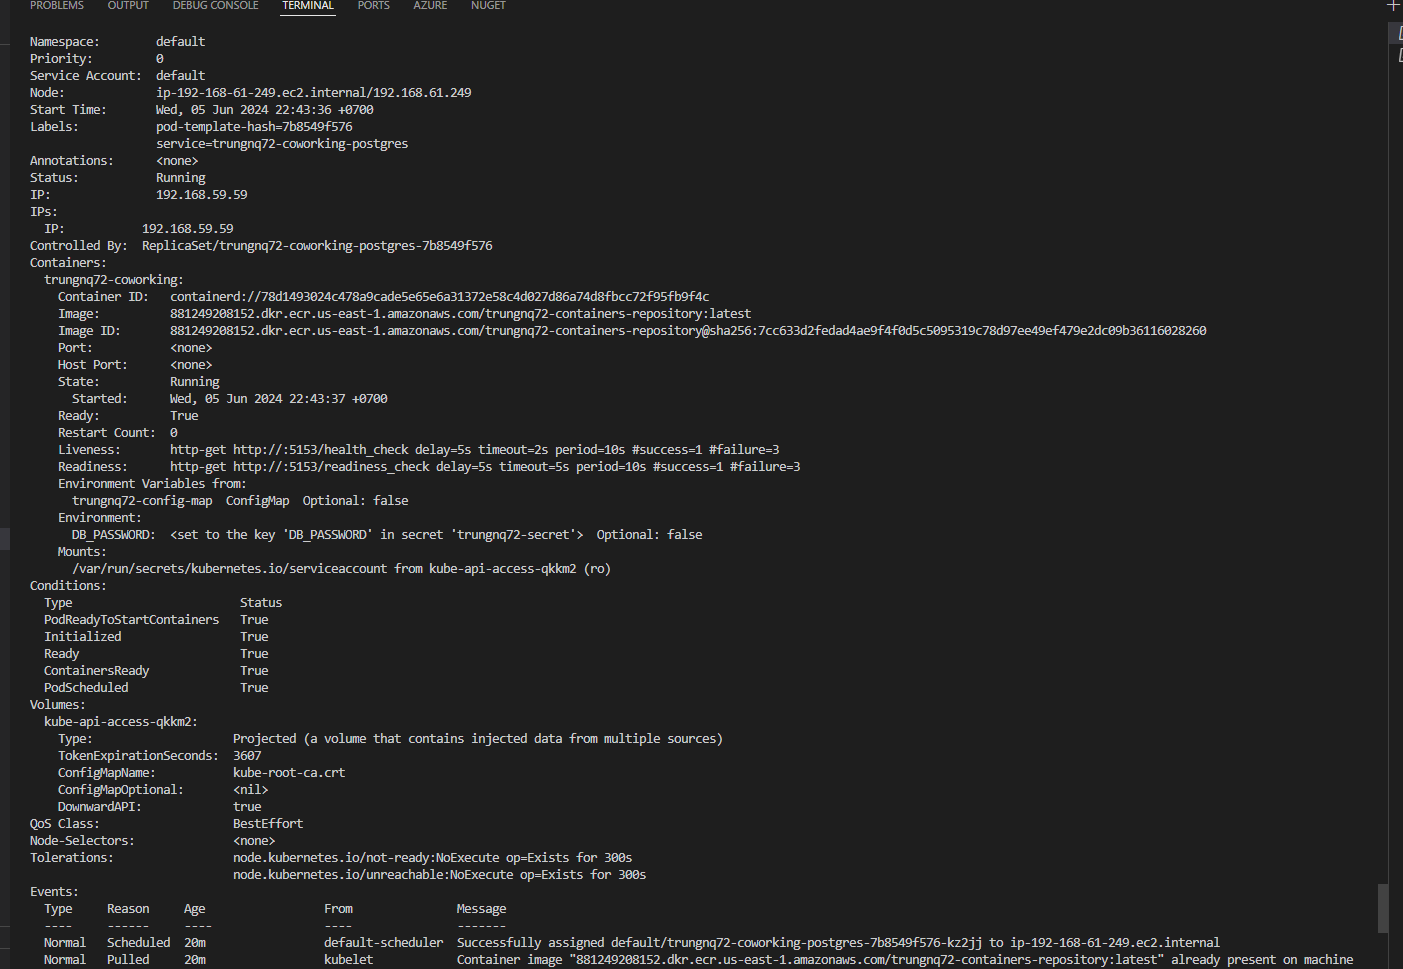 PROBLEMS OUTPUT DEBUG CONSOLE TERMINAL PORTS AZURE NUGET
Namespace: default
Priority: 0
Service Account: default
Node: ip-192-168-61-249.ec2.internal/192.168.61.249
Start Time: Wed, 05 Jun 2024 22:43:36 +0700
Labels: pod-template-hash=7b8549f576
service=trungnq72-coworking-postgres
Annotations: <none>
Status: Running
IP: 192.168.59.59
IPs:
IP: 192.168.59.59
Controlled By: ReplicaSet/trungnq72-coworking-postgres-7b8549f576
Containers:
trungnq72-coworking:
Container ID: containerd://78d1493024c478a9cade5e65e6a31372e58c4d027d86a74d8fbcc72f95fb9f4c
Image: 881249208152.dkr.ecr.us-east-1.amazonaws.com/trungnq72-containers-repository:latest
Image ID: 881249208152.dkr.ecr.us-east-1.amazonaws.com/trungnq72-containers-repository@sha256:7cc633d2fedad4ae9f4f0d5c5095319c78d97ee49ef479e2dc09b36116028260
Port: <none>
Host Port: <none>
State: Running
Started: Wed, 05 Jun 2024 22:43:37 +0700
Ready: True
Restart Count: 0
Liveness: http-get http://:5153/health_check delay=5s timeout=2s period=10s #success=1 #failure=3
Readiness: http-get http://:5153/readiness_check delay=5s timeout=5s period=10s #success=1 #failure=3
Environment Variables from:
trungnq72-config-map ConfigMap Optional: false
Environment:
DB_PASSWORD: <set to the key 'DB_PASSWORD' in secret 'trungnq72-secret'> Optional: false
Mounts:
/var/run/secrets/kubernetes.io/serviceaccount from kube-api-access-qkkm2 (ro)
Conditions:
Type Status
PodReadyToStartContainers True
Initialized True
Ready True
ContainersReady True
PodScheduled True
Volumes:
kube-api-access-qkkm2:
Type: Projected (a volume that contains injected data from multiple sources)
TokenExpirationSeconds: 3607
ConfigMapName: kube-root-ca.crt
ConfigMapOptional: <nil>
DownwardAPI: true
QoS Class: BestEffort
Node-Selectors: <none>
Tolerations: node.kubernetes.io/not-ready:NoExecute op=Exists for 300s
node.kubernetes.io/unreachable:NoExecute op=Exists for 300s
Events:
Type Reason Age From Message
---- ------ ---- ---- -------
Normal Scheduled 20m default-scheduler Successfully assigned default/trungnq72-coworking-postgres-7b8549f576-kz2jj to ip-192-168-61-249.ec2.internal
Normal Pulled 20m kubelet Container image "881249208152.dkr.ecr.us-east-1.amazonaws.com/trungnq72-containers-repository:latest" already present on machine